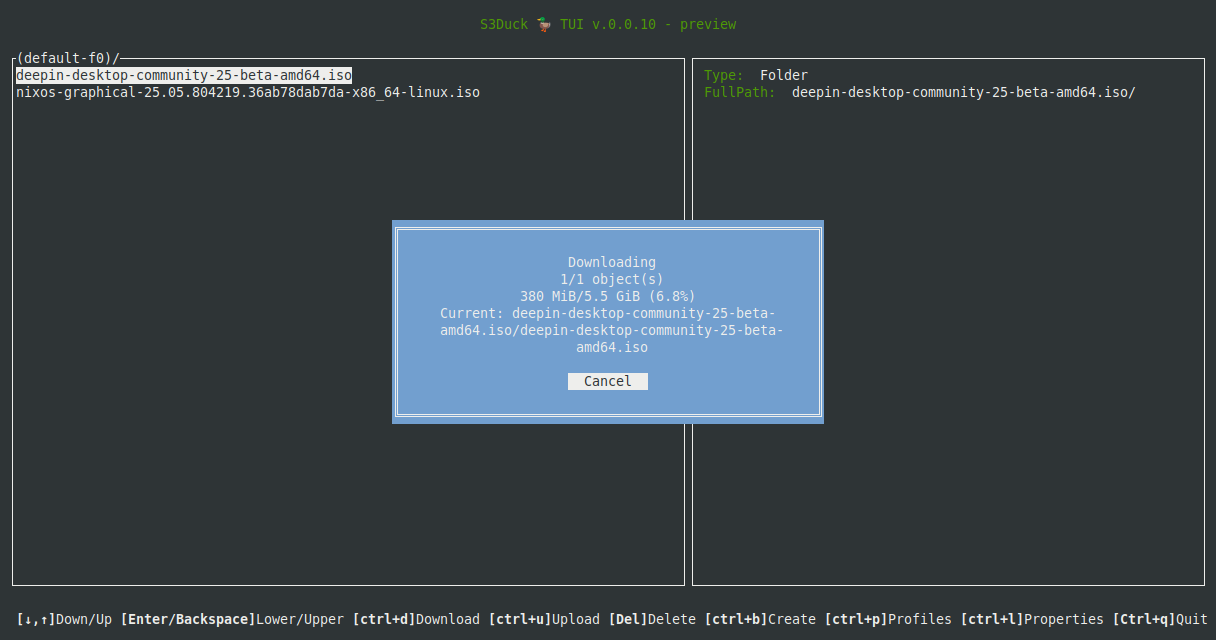 S3Duck 🦆 TUI v.0.0.10 - preview
(default-f0)/
deepin-desktop-community-25-beta-amd64.iso
nixos-graphical-25.05.804219.36ab78dab7da-x86_64-linux.iso
Type: Folder
FullPath: deepin-desktop-community-25-beta-amd64.iso/
Downloading
1/1 object(s)
380 MiB/5.5 GiB (6.8%)
Current: deepin-desktop-community-25-beta-
amd64.iso/deepin-desktop-community-25-beta-
amd64.iso
Cancel
[↓,↑]Down/Up [Enter/Backspace]Lower/Upper [ctrl+d]Download [ctrl+u]Upload [Del]Delete [ctrl+b]Create [ctrl+p]Profiles [ctrl+l]Properties [Ctrl+q]Quit